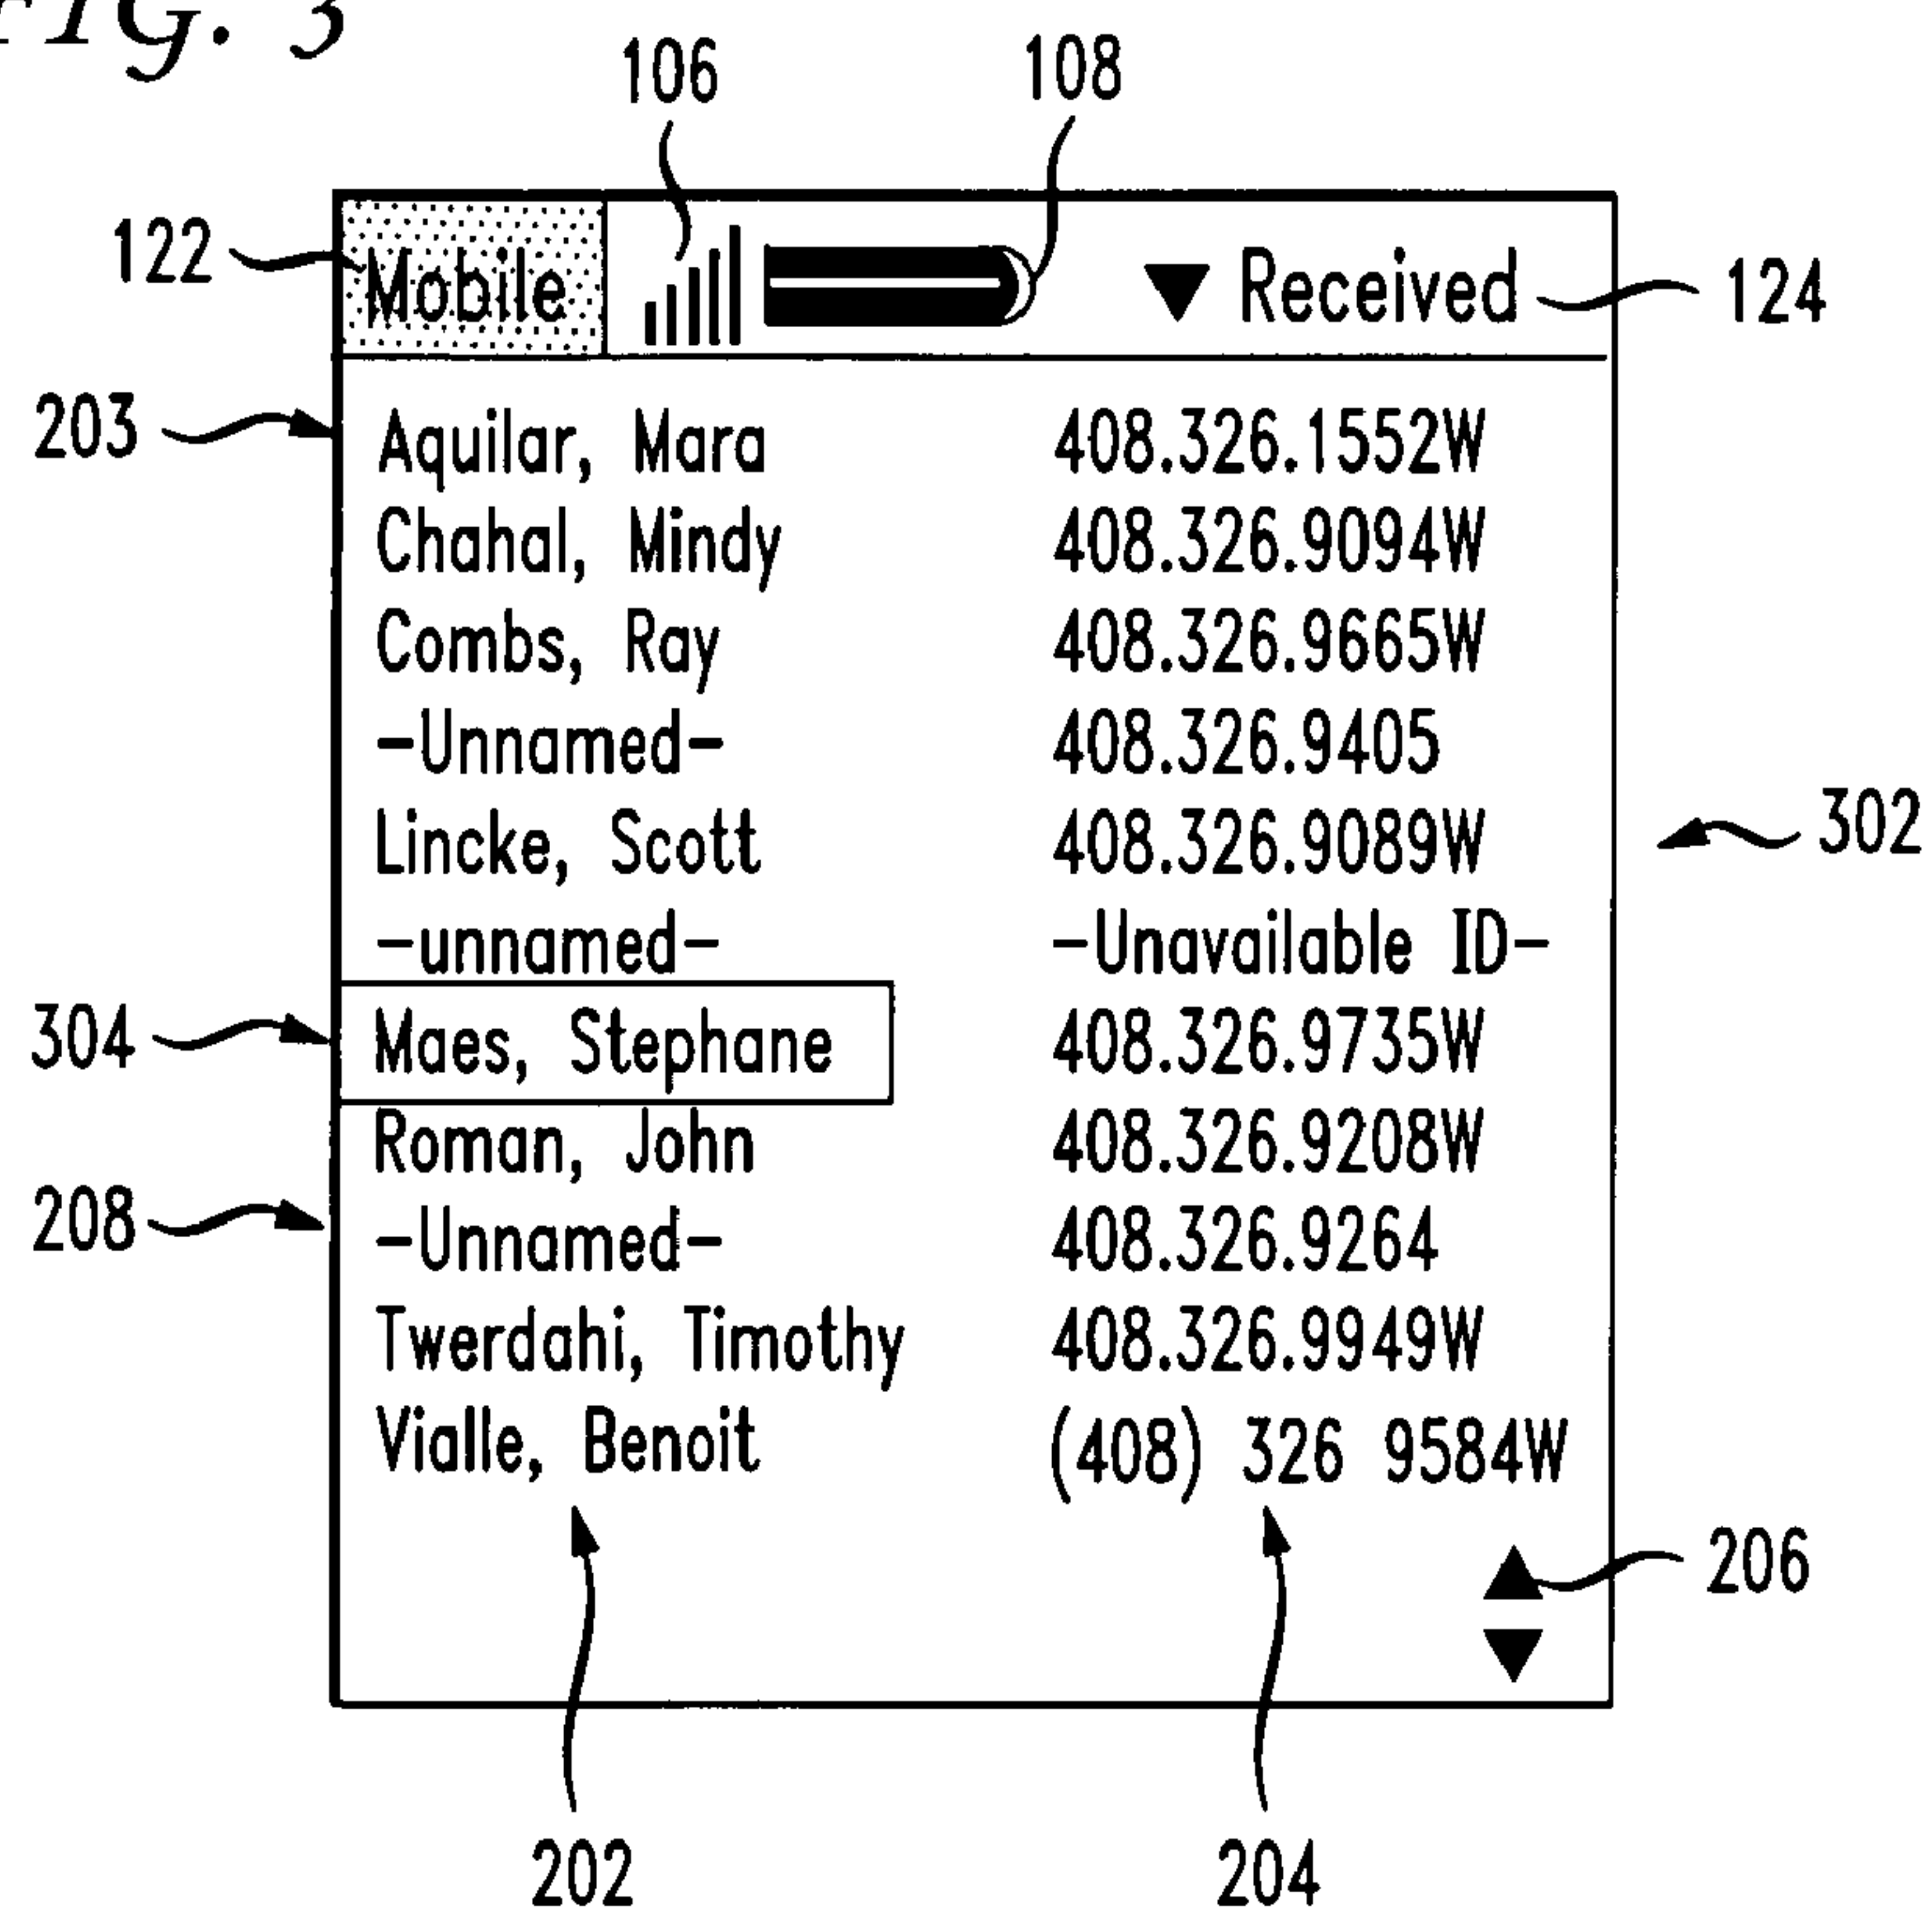 FIG. 3
106 108
122 Mobile Received 124
203 Aquilar, Mara 408.326.1552W
Chahal, Mindy 408.326.9094W
Combs, Ray 408.326.9665W
-Unnamed- 408.326.9405
Lincke, Scott 408.326.9089W
302
-unnamed- -Unavailable ID-
304 Maes, Stephane 408.326.9735W
Roman, John 408.326.9208W
208 -Unnamed- 408.326.9264
Twerdahi, Timothy 408.326.9949W
Vialle, Benoit (408) 326 9584W
206
202 204